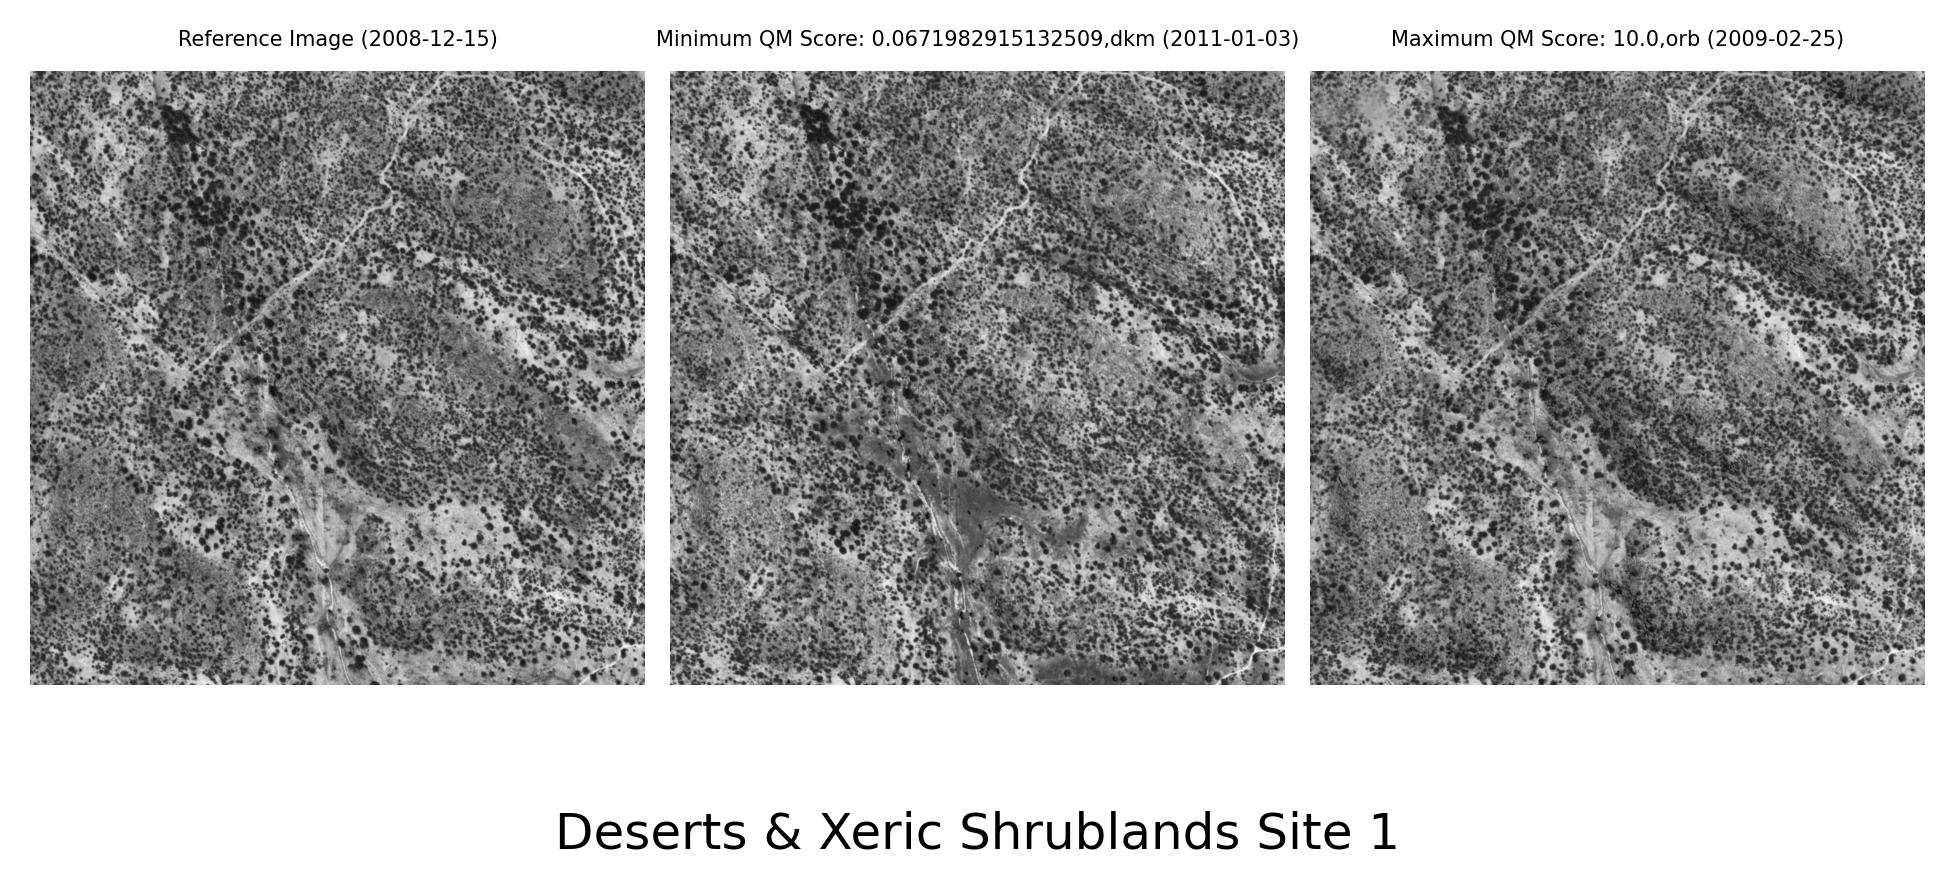 Reference Image (2008-12-15)
Minimum QM Score: 0.0671982915132509,dkm (2011-01-03)
Maximum QM Score: 10.0,orb (2009-02-25)
Deserts & Xeric Shrublands Site 1